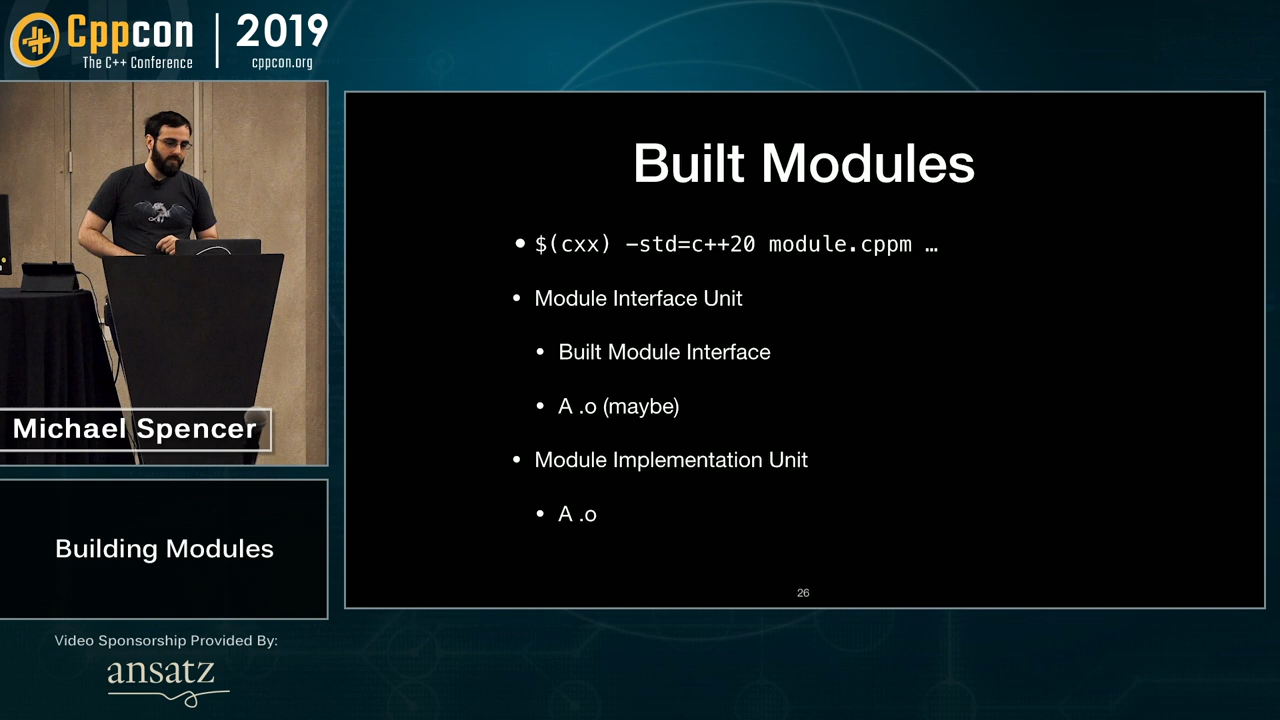 Cppcon | 2019
The C++ Conference cppcon.org
Built Modules
• $(cxx) -std=c++20 module.cppm …
• Module Interface Unit
• Built Module Interface
• A .o (maybe)
• Module Implementation Unit
• A .o
26
Michael Spencer
Building Modules
Video Sponsorship Provided By:
ansatz